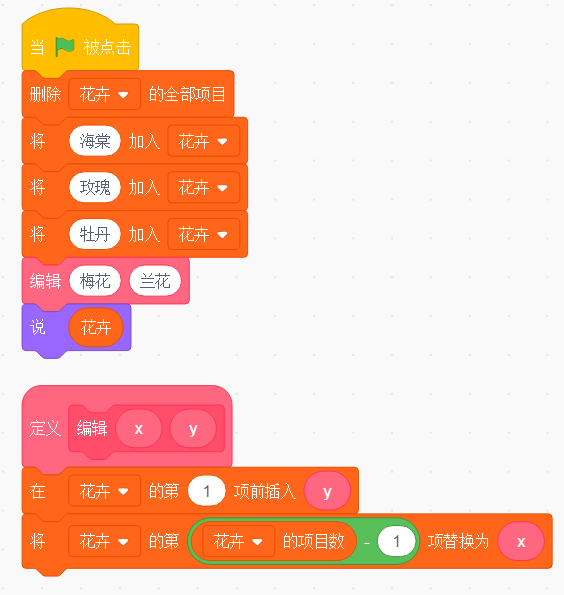 当 被点击
删除 花卉 的全部项目
将 海棠 加入 花卉
将 玫瑰 加入 花卉
将 牡丹 加入 花卉
编辑 梅花 兰花
说 花卉
定义 编辑 x y
在 花卉 的第 1 项前插入 y
将 花卉 的第 花卉 的项目数 - 1 项替换为 x